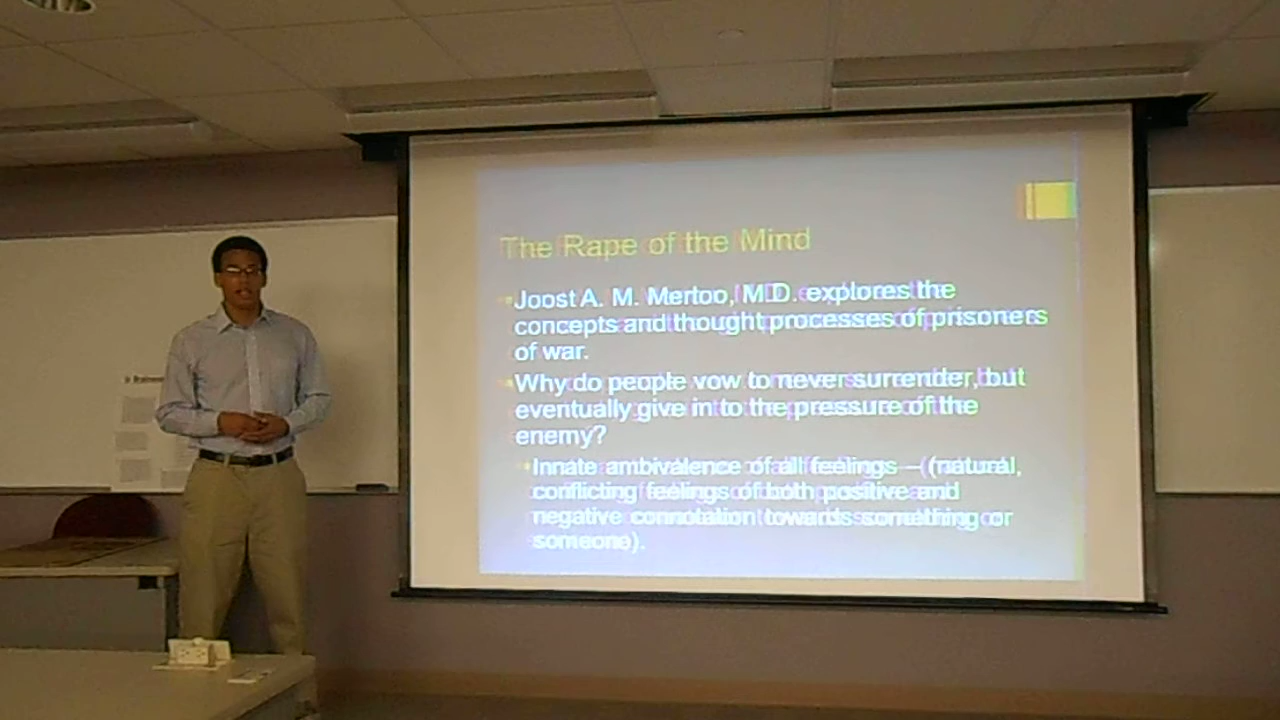 The Rape of the Mind
Joost A. M. Mertoo, M.D. explores the
concepts and thought processes of prisoners
of war.
Why do people vow to never surrender, but
eventually give in to the pressure of the
enemy?
Innate ambivalence of all feelings – (natural,
conflicting feelings of both positive and
negative connotation towards something or
someone).